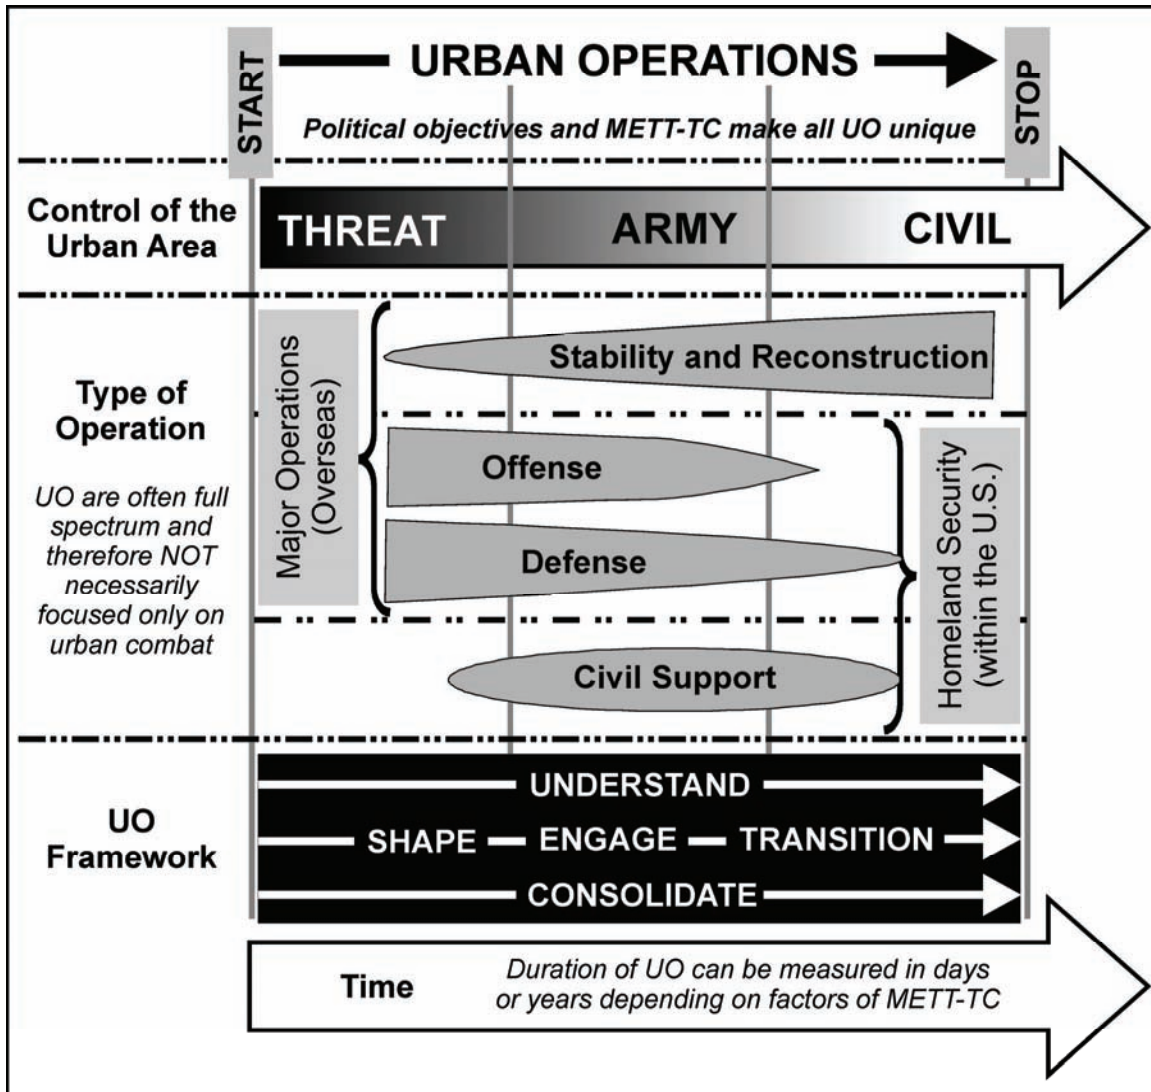 START
URBAN OPERATIONS
STOP
Political objectives and METT-TC make all UO unique
Control of the
Urban Area
THREAT
ARMY
CIVIL
Type of
Operation
UO are often full
spectrum and
therefore NOT
necessarily
focused only on
urban combat
Major Operations
(Overseas)
Stability and Reconstruction
Offense
Defense
Civil Support
Homeland Security
(within the U.S.)
UO
Framework
UNDERSTAND
SHAPE
ENGAGE
TRANSITION
CONSOLIDATE
Time
Duration of UO can be measured in days
or years depending on factors of METT-TC